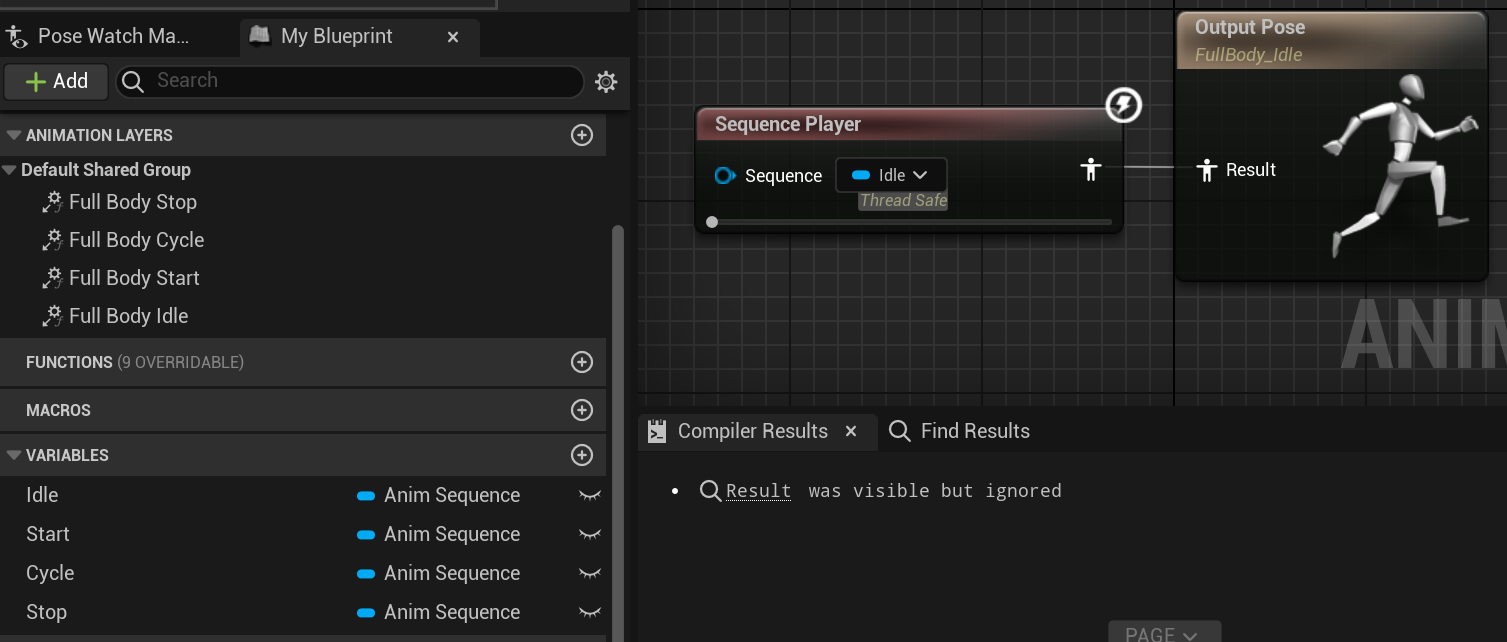 Pose Watch Ma...
My Blueprint
Add
Search
ANIMATION LAYERS
Default Shared Group
Full Body Stop
Full Body Cycle
Full Body Start
Full Body Idle
FUNCTIONS (9 OVERRIDABLE)
MACROS
VARIABLES
Idle Anim Sequence
Start Anim Sequence
Cycle Anim Sequence
Stop Anim Sequence
Sequence Player
Sequence Idle
Thread Safe
Output Pose
FullBody_Idle
Result
ANIM
Compiler Results
Find Results
Result was visible but ignored
PAGE